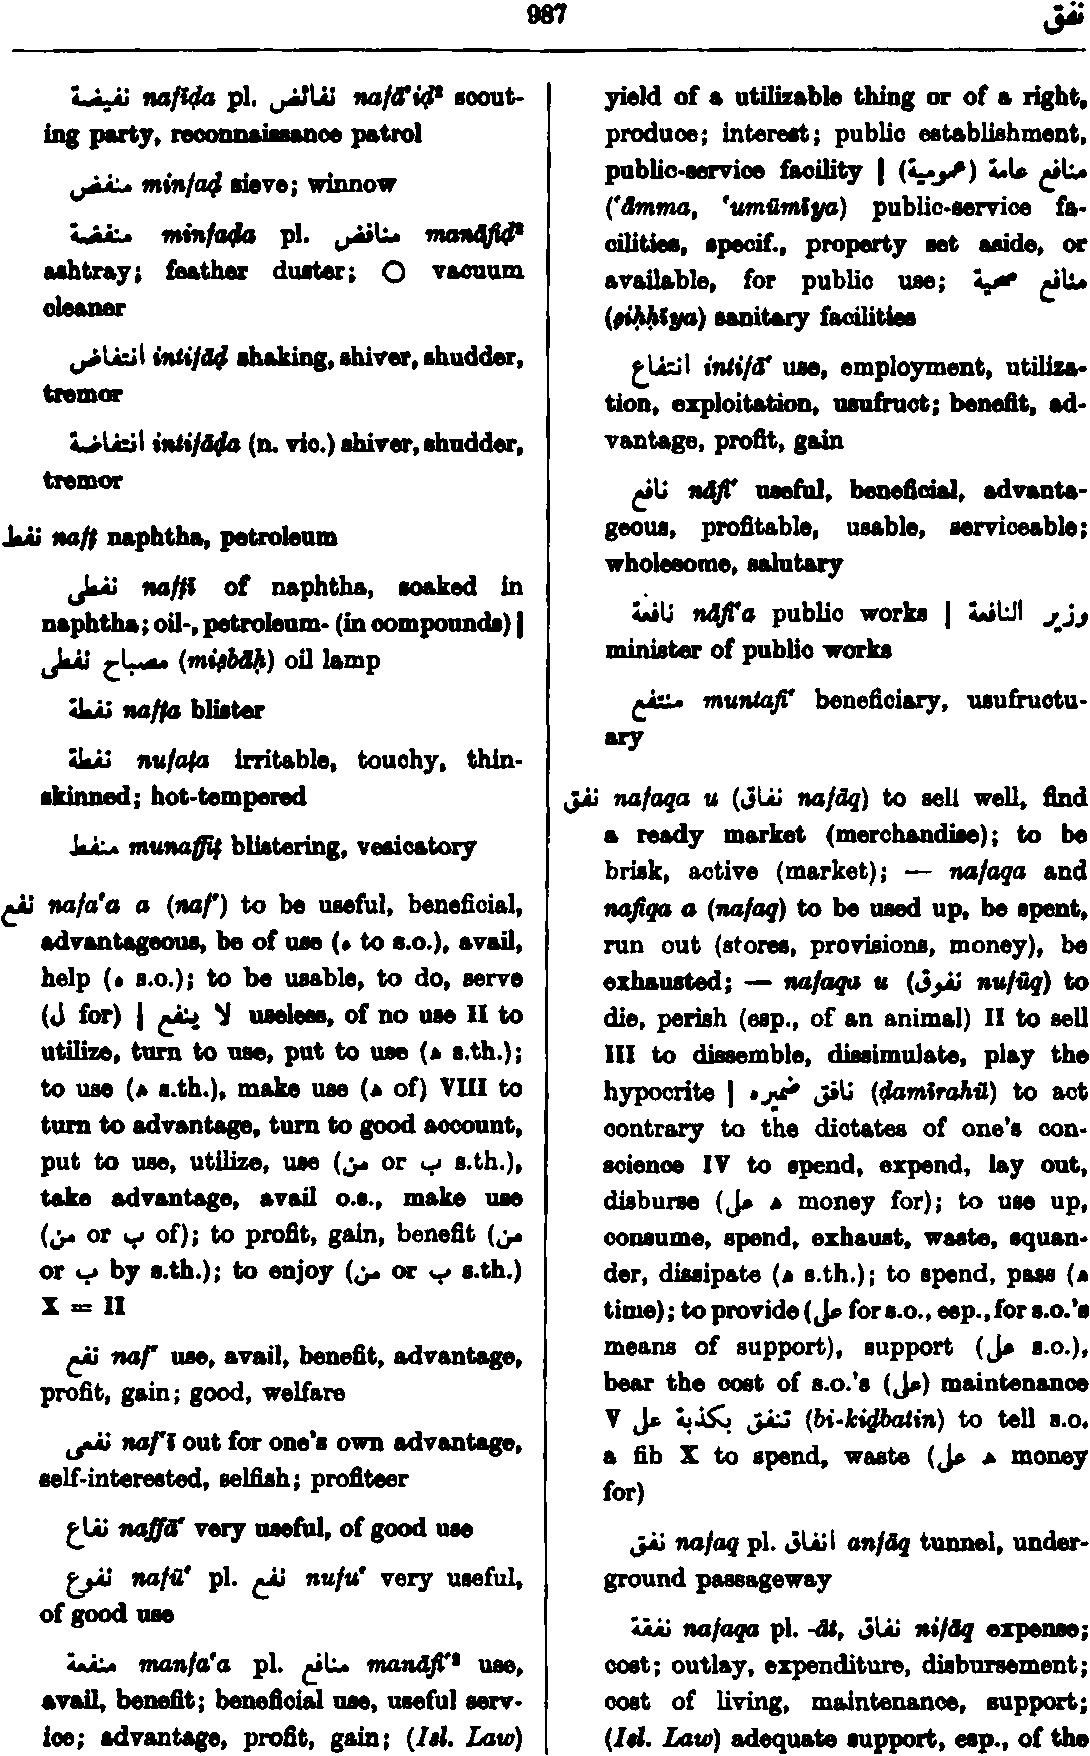 987
نفق
نفيضة nafīḍa pl. نفائض nafā'iḍ² scout-
ing party, reconnaissance patrol
منفض minfaḍ sieve; winnow
منفضة minfaḍa pl. منافض manāfiḍ²
ashtray; feather duster; ○ vacuum
cleaner
انتفاض intifāḍ shaking, shiver, shudder,
tremor
انتفاضة intifāḍa (n. vic.) shiver, shudder,
tremor
نفط nafṭ naphtha, petroleum
نفطى nafṭī of naphtha, soaked in
naphtha; oil-, petroleum- (in compounds) |
مصباح نفطى (miṣbāḥ) oil lamp
نفطة nafṭa blister
نفطة nufaṭa irritable, touchy, thin-
skinned; hot-tempered
منفط munaffiṭ blistering, vesicatory
نفع nafa‘a a (naf‘) to be useful, beneficial,
advantageous, be of use (ه to s.o.), avail,
help (ه s.o.); to be usable, to do, serve
(ل for) | لا ينفع useless, of no use II to
utilize, turn to use, put to use (ﻫ s.th.);
to use (ﻫ s.th.), make use (ﻫ of) VIII to
turn to advantage, turn to good account,
put to use, utilize, use (من or ب s.th.),
take advantage, avail o.s., make use
(من or ب of); to profit, gain, benefit (من
or ب by s.th.); to enjoy (من or ب s.th.)
X = II
نفع naf‘ use, avail, benefit, advantage,
profit, gain; good, welfare
نفعى naf‘ī out for one's own advantage,
self-interested, selfish; profiteer
نفاع naffā‘ very useful, of good use
نفوع nafū‘ pl. نفع nufu‘ very useful,
of good use
منفعة manfa‘a pl. منافع manāfi‘² use,
avail, benefit; beneficial use, useful serv-
ice; advantage, profit, gain; (Isl. Law)
yield of a utilizable thing or of a right,
produce; interest; public establishment,
public-service facility | منافع عامة (عمومية)
(‘āmma, ‘umūmīya) public-service fa-
cilities, specif., property set aside, or
available, for public use; منافع صحية
(ṣiḥḥīya) sanitary facilities
انتفاع intifā‘ use, employment, utiliza-
tion, exploitation, usufruct; benefit, ad-
vantage, profit, gain
نافع nāfi‘ useful, beneficial, advanta-
geous, profitable, usable, serviceable;
wholesome, salutary
نافعة nāfi‘a public works | وزير النافعة
minister of public works
منتفع muntafi‘ beneficiary, usufructu-
ary
نفق nafaqa u (نفاق nafāq) to sell well, find
a ready market (merchandise); to be
brisk, active (market); — nafaqa and
nafiqa a (nafaq) to be used up, be spent,
run out (stores, provisions, money), be
exhausted; — nafaqa u (نفوق nufūq) to
die, perish (esp., of an animal) II to sell
III to dissemble, dissimulate, play the
hypocrite | نافق ضميره (ḍamīrahū) to act
contrary to the dictates of one's con-
science IV to spend, expend, lay out,
disburse (ﻫ على money for); to use up,
consume, spend, exhaust, waste, squan-
der, dissipate (ﻫ s.th.); to spend, pass (ﻫ
time); to provide (على for s.o., esp., for s.o.'s
means of support), support (على s.o.),
bear the cost of s.o.'s (على) maintenance
V تنفق بكذبة على (bi-kiḏbatin) to tell s.o.
a fib X to spend, waste (ﻫ على money
for)
نفق nafaq pl. انفاق anfāq tunnel, under-
ground passageway
نفقة nafaqa pl. -āt, نفاق nifāq expense;
cost; outlay, expenditure, disbursement;
cost of living, maintenance, support;
(Isl. Law) adequate support, esp., of the